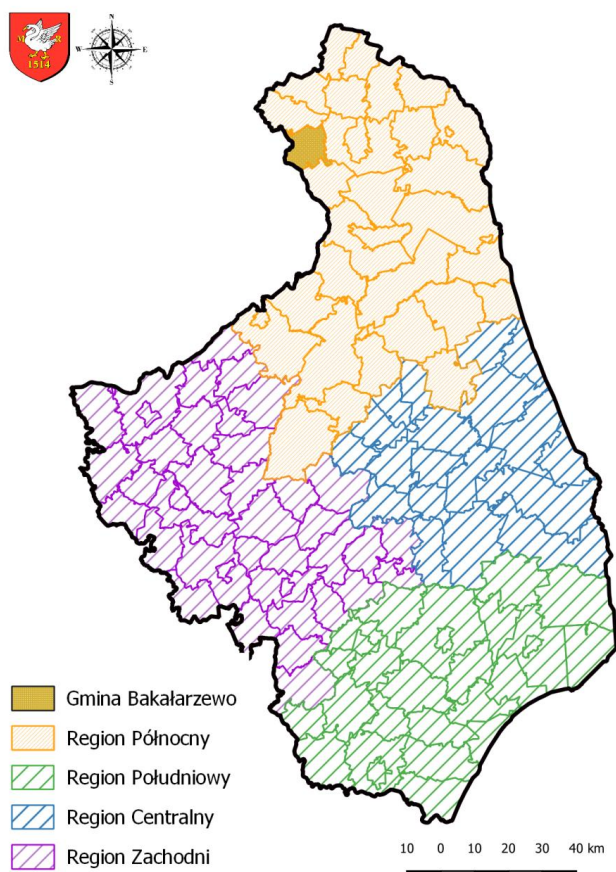 M R
1514
N
W E
S
Gmina Bakałarzewo
Region Północny
Region Południowy
Region Centralny
Region Zachodni
10 0 10 20 30 40 km